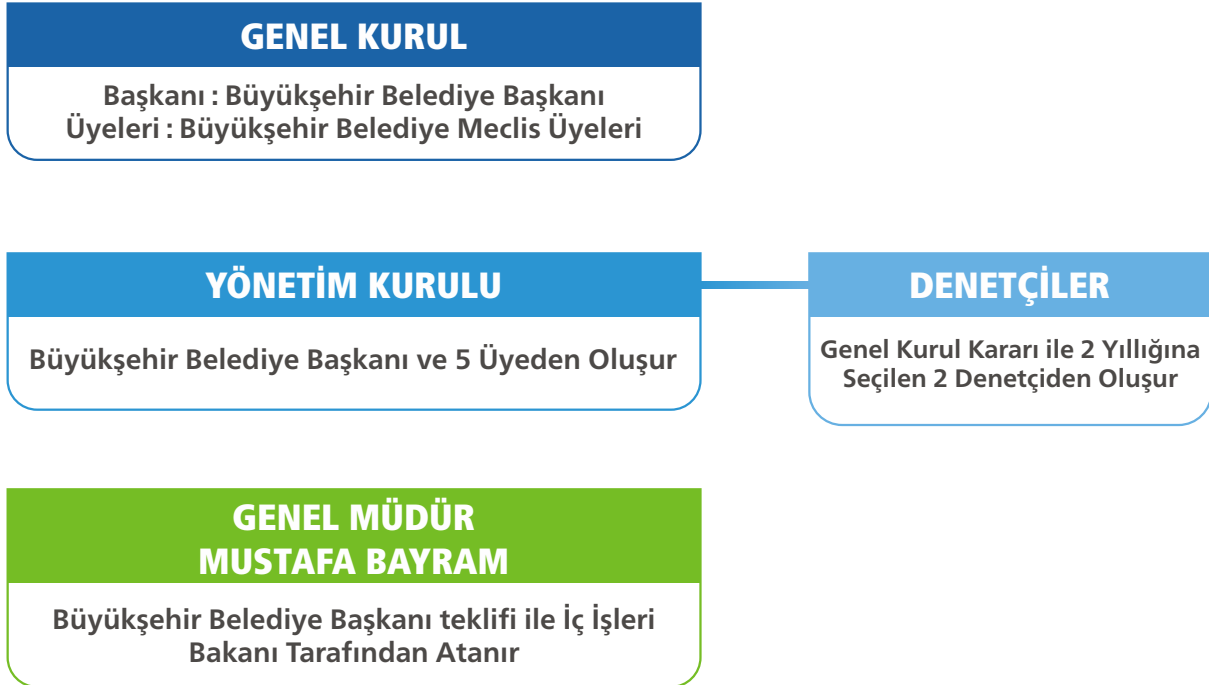 GENEL KURUL
Başkanı : Büyükşehir Belediye Başkanı
Üyeleri : Büyükşehir Belediye Meclis Üyeleri
YÖNETİM KURULU
Büyükşehir Belediye Başkanı ve 5 Üyeden Oluşur
DENETÇİLER
Genel Kurul Kararı ile 2 Yıllığına
Seçilen 2 Denetçiden Oluşur
GENEL MÜDÜR
MUSTAFA BAYRAM
Büyükşehir Belediye Başkanı teklifi ile İç İşleri
Bakanı Tarafından Atanır